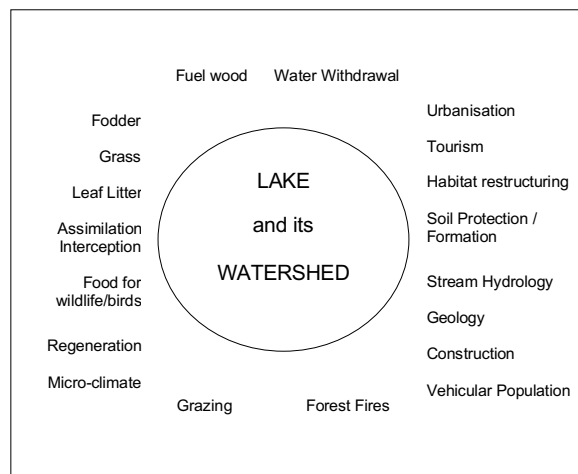 Fuel wood
Water Withdrawal
Fodder
Grass
Leaf Litter
Assimilation
Interception
Food for
wildlife/birds
Regeneration
Micro-climate
LAKE
and its
WATERSHED
Urbanisation
Tourism
Habitat restructuring
Soil Protection /
Formation
Stream Hydrology
Geology
Construction
Vehicular Population
Grazing
Forest Fires